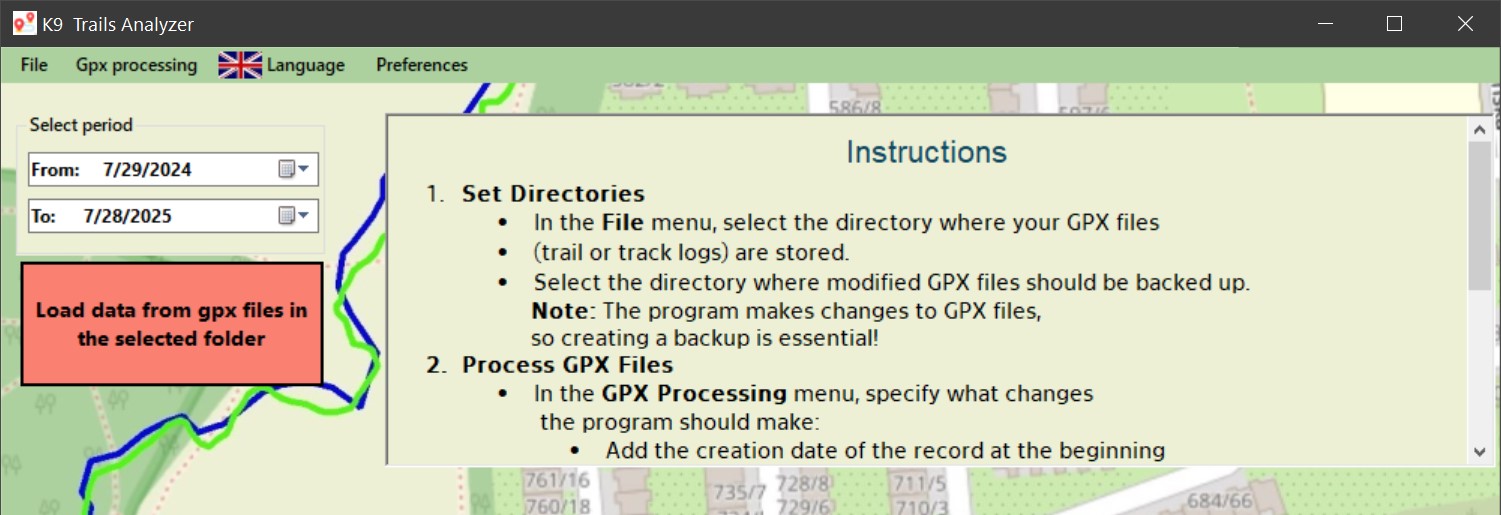 K9 Trails Analyzer
File Gpx processing Language Preferences
Select period
From: 7/29/2024
To: 7/28/2025
Load data from gpx files in
the selected folder
Instructions
1. Set Directories
• In the File menu, select the directory where your GPX files
• (trail or track logs) are stored.
• Select the directory where modified GPX files should be backed up.
Note: The program makes changes to GPX files,
so creating a backup is essential!
2. Process GPX Files
• In the GPX Processing menu, specify what changes
the program should make:
• Add the creation date of the record at the beginning
586/8
761/16
760/18
735/7
728/8
729/6
711/5
710/3
684/66